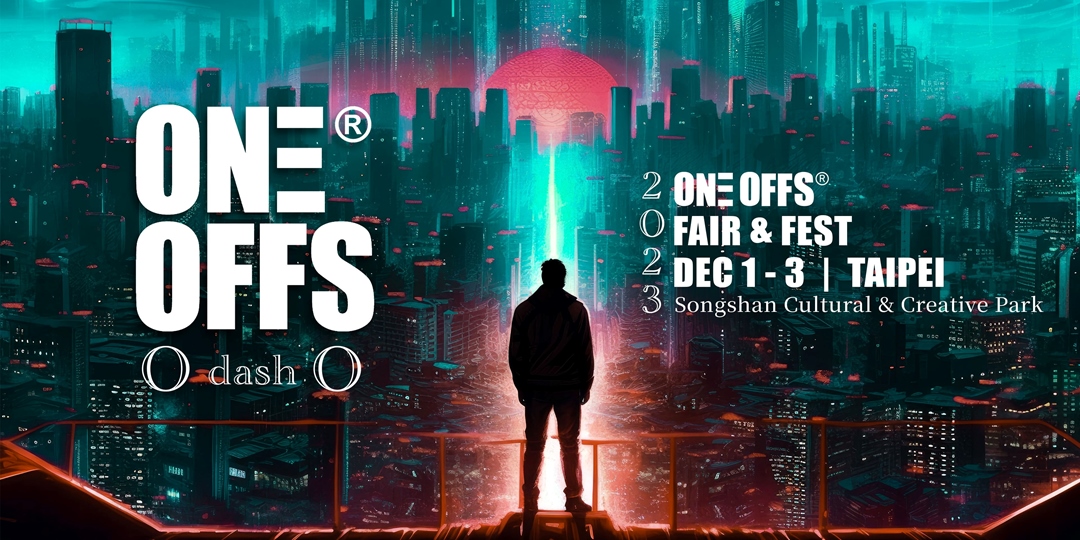 ONE®
OFFS
O dash O
2 ONE OFFS®
0 FAIR & FEST
2 DEC 1 - 3 | TAIPEI
3 Songshan Cultural & Creative Park